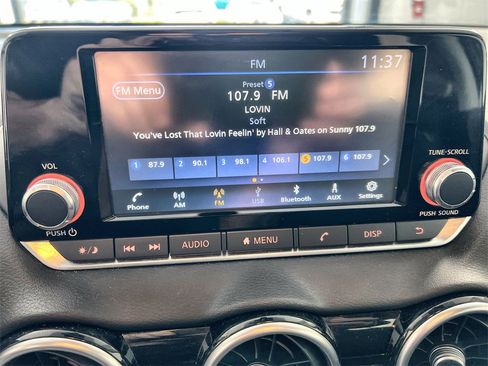 FM
11:37
FM Menu
Preset 5
107.9 FM
LOVIN
Soft
You've Lost That Lovin Feelin' by Hall & Oates on Sunny 107.9
1 87.9 2 90.1 3 98.1 4 106.1 5 107.9 6 107.9
Phone AM FM USB Bluetooth AUX Settings
VOL
PUSH
TUNE-SCROLL
PUSH SOUND
AUDIO MENU DISP